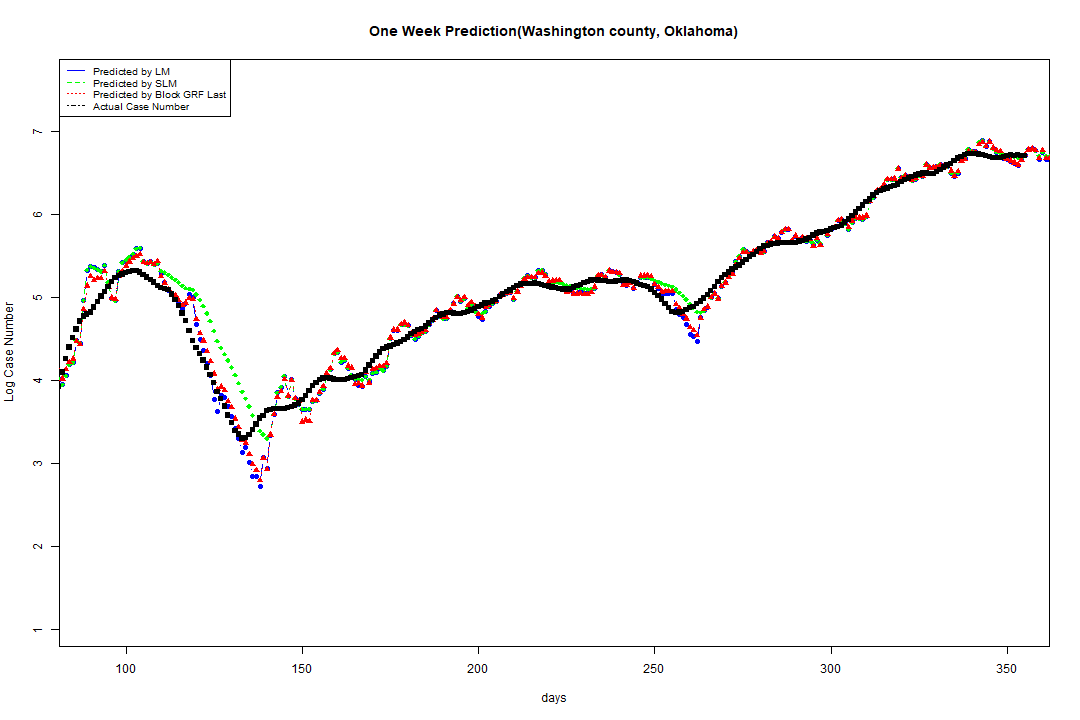 One Week Prediction(Washington county, Oklahoma)
Predicted by LM
Predicted by SLM
Predicted by Block GRF Last
Actual Case Number
7
6
5
4
3
2
1
Log Case Number
100 150 200 250 300 350
days